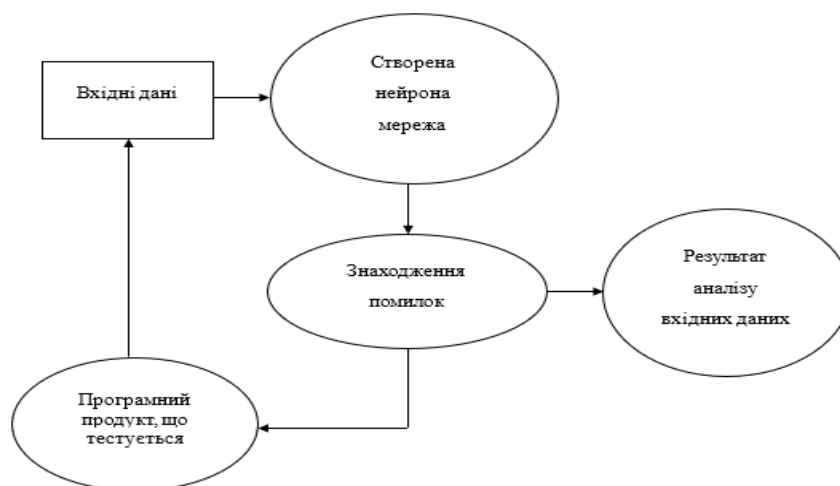 Вхідні дані
Створена
нейрона
мережа
Знаходження
помилок
Результат
аналізу
вхідних даних
Програмний
продукт, що
тестується